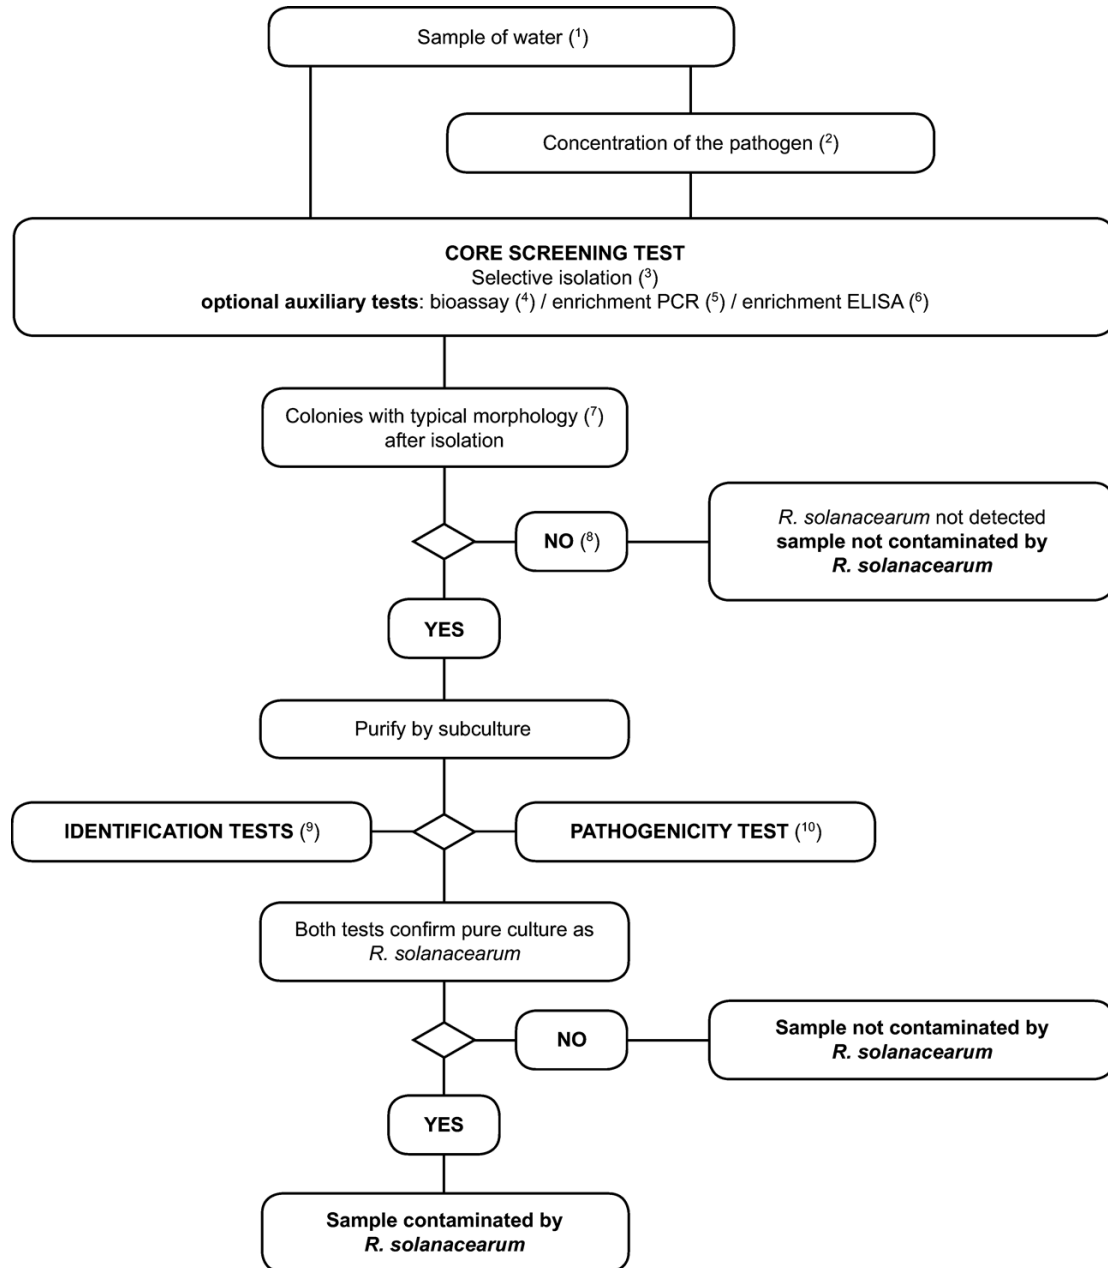 Sample of water (¹)
Concentration of the pathogen (²)
CORE SCREENING TEST
Selective isolation (³)
optional auxiliary tests: bioassay (⁴) / enrichment PCR (⁵) / enrichment ELISA (⁶)
Colonies with typical morphology (⁷)
after isolation
NO (⁸)
R. solanacearum not detected
sample not contaminated by
R. solanacearum
YES
Purify by subculture
IDENTIFICATION TESTS (⁹)
PATHOGENICITY TEST (¹⁰)
Both tests confirm pure culture as
R. solanacearum
NO
Sample not contaminated by
R. solanacearum
YES
Sample contaminated by
R. solanacearum